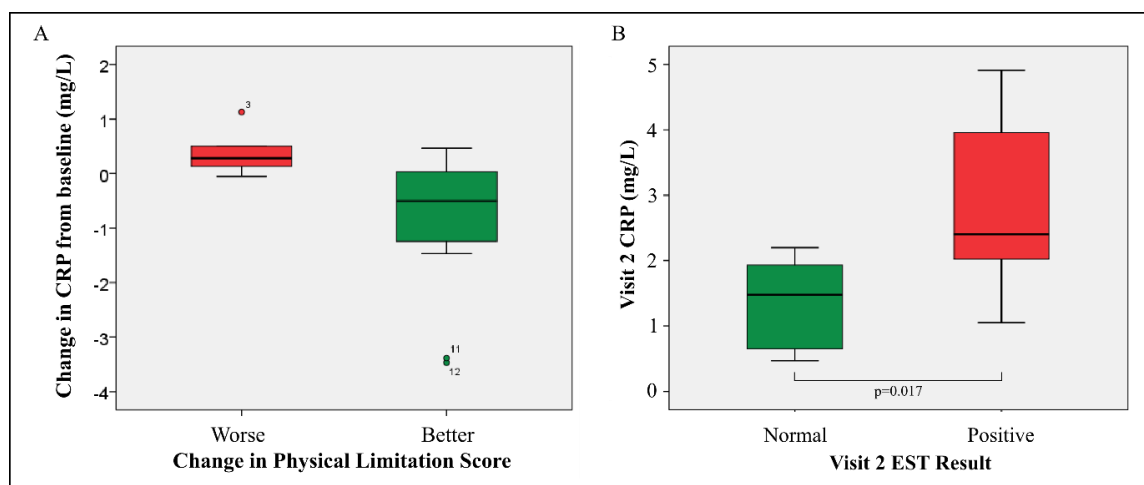 A
Change in CRP from baseline (mg/L)
2
1
0
-1
-2
-3
-4
3
11
12
Worse
Better
Change in Physical Limitation Score
B
Visit 2 CRP (mg/L)
5
4
3
2
1
0
p=0.017
Normal
Positive
Visit 2 EST Result